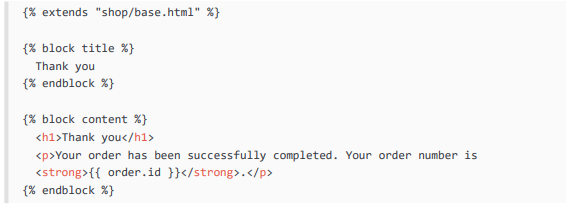 {% extends "shop/base.html" %}
{% block title %}
Thank you
{% endblock %}
{% block content %}
<h1>Thank you</h1>
<p>Your order has been successfully completed. Your order number is
<strong>{{ order.id }}</strong>.</p>
{% endblock %}